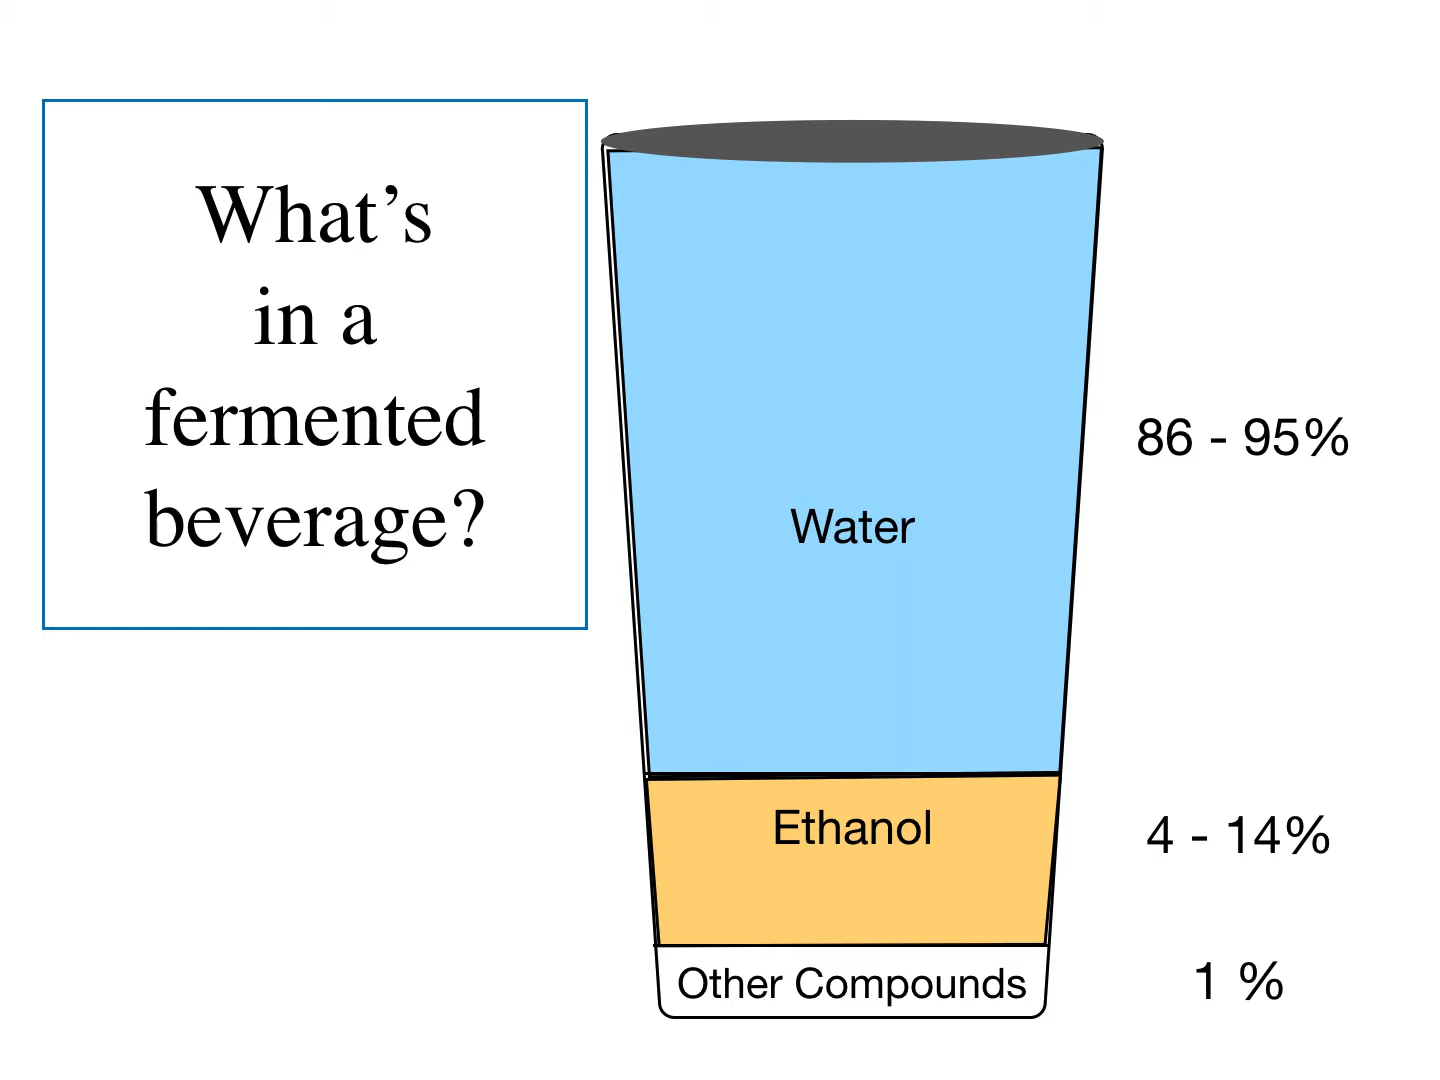 What’s
in a
fermented
beverage?
86 - 95%
Water
Ethanol
4 - 14%
Other Compounds
1 %